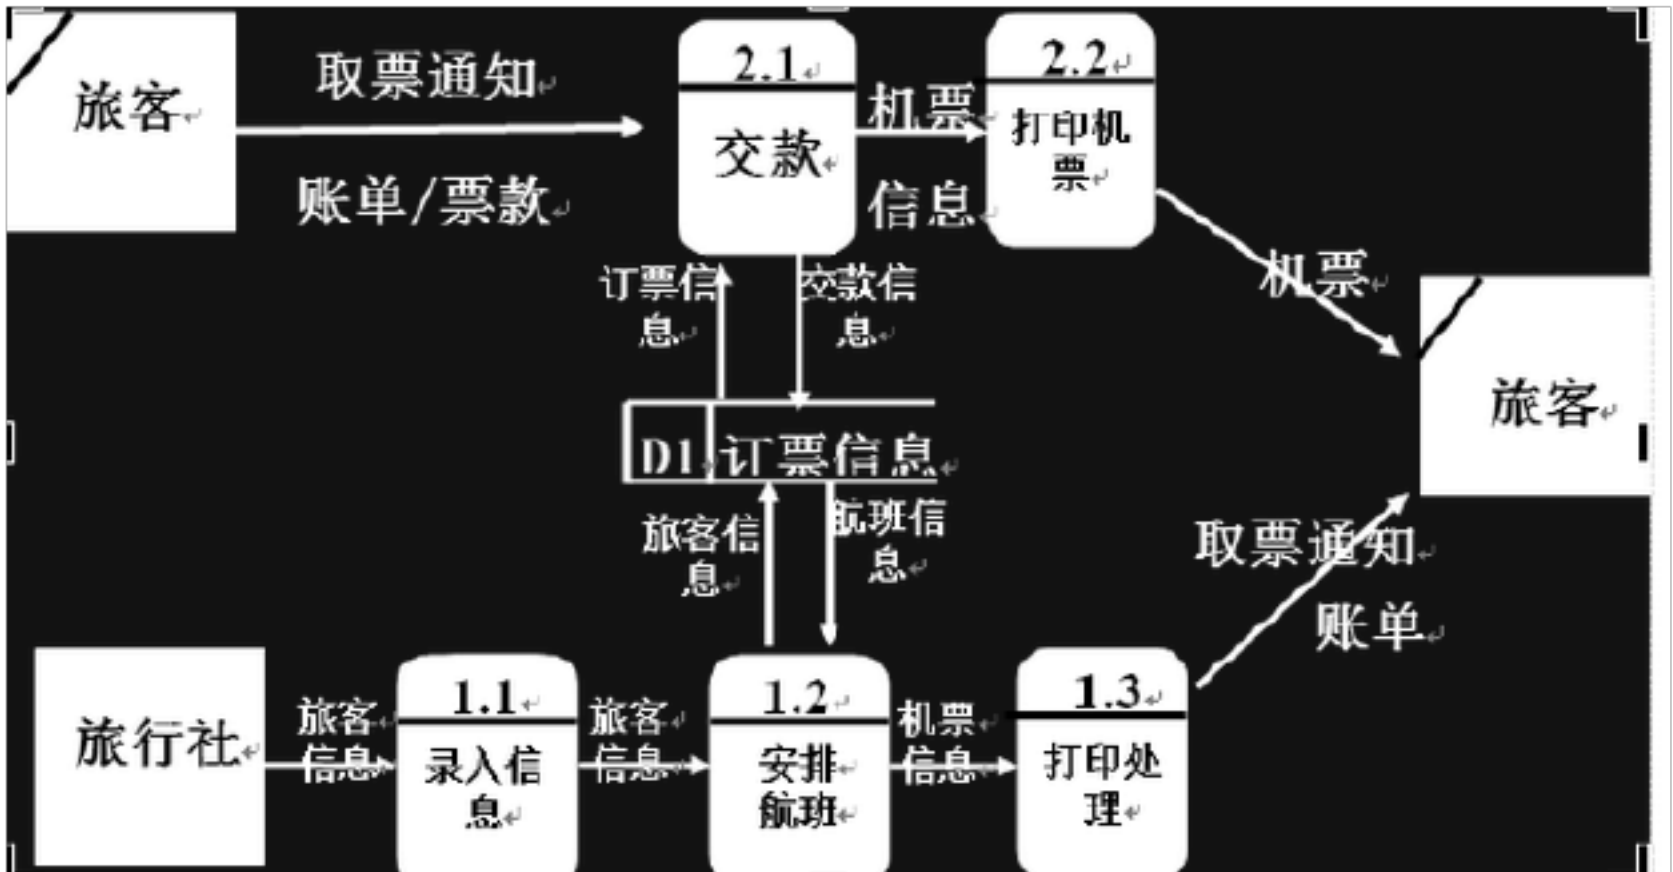 旅客
取票通知
账单/票款
2.1
交款
机票
信息
2.2
打印机
票
订票信
息
交款信
息
机票
旅客
D1 订票信息
旅客信
息
航班信
息
取票通知
账单
旅行社
旅客
信息
1.1
录入信
息
旅客
信息
1.2
安排
航班
机票
信息
1.3
打印处
理